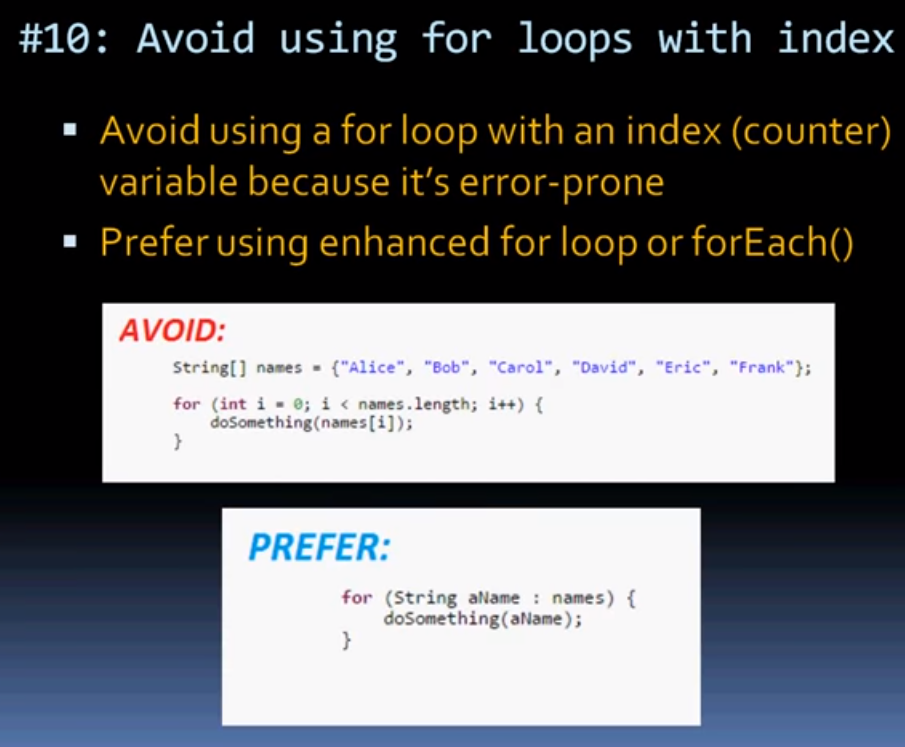 #10: Avoid using for loops with index
▪ Avoid using a for loop with an index (counter)
variable because it's error-prone
▪ Prefer using enhanced for loop or forEach()
AVOID:
String[] names = {"Alice", "Bob", "Carol", "David", "Eric", "Frank"};
for (int i = 0; i < names.length; i++) {
doSomething(names[i]);
}
PREFER:
for (String aName : names) {
doSomething(aName);
}